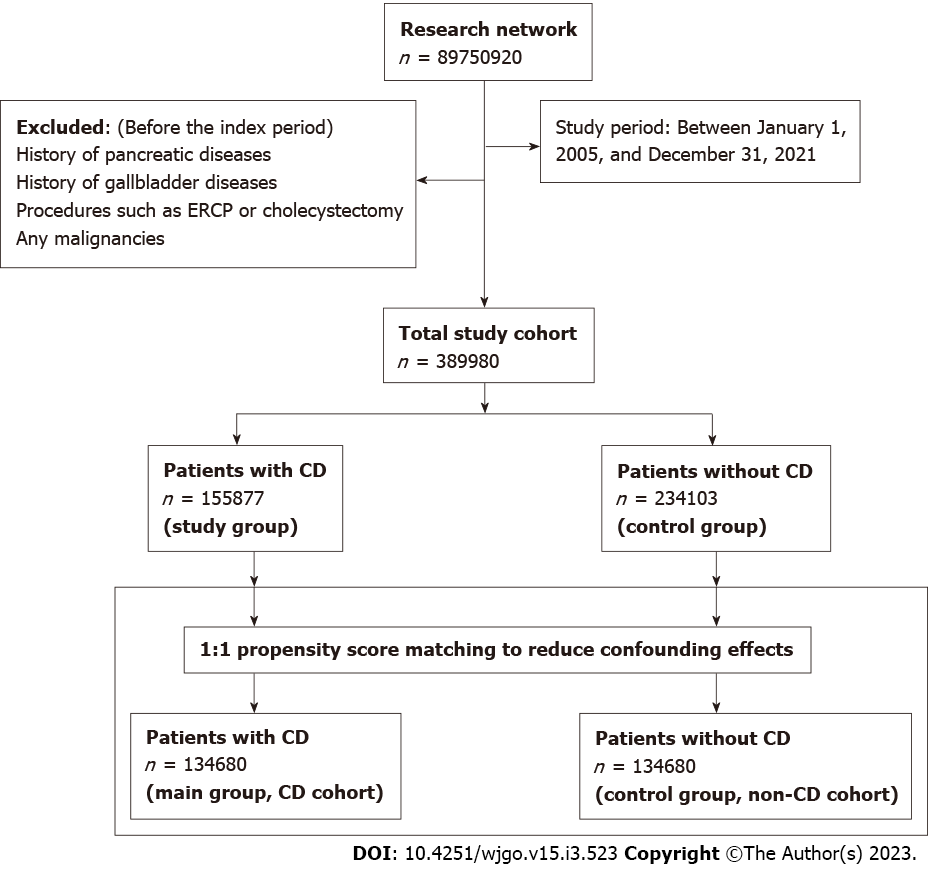 Research network
n = 89750920
Excluded: (Before the index period)
History of pancreatic diseases
History of gallbladder diseases
Procedures such as ERCP or cholecystectomy
Any malignancies
Study period: Between January 1,
2005, and December 31, 2021
Total study cohort
n = 389980
Patients with CD
n = 155877
(study group)
Patients without CD
n = 234103
(control group)
1:1 propensity score matching to reduce confounding effects
Patients with CD
n = 134680
(main group, CD cohort)
Patients without CD
n = 134680
(control group, non-CD cohort)
DOI: 10.4251/wjgo.v15.i3.523 Copyright ©The Author(s) 2023.